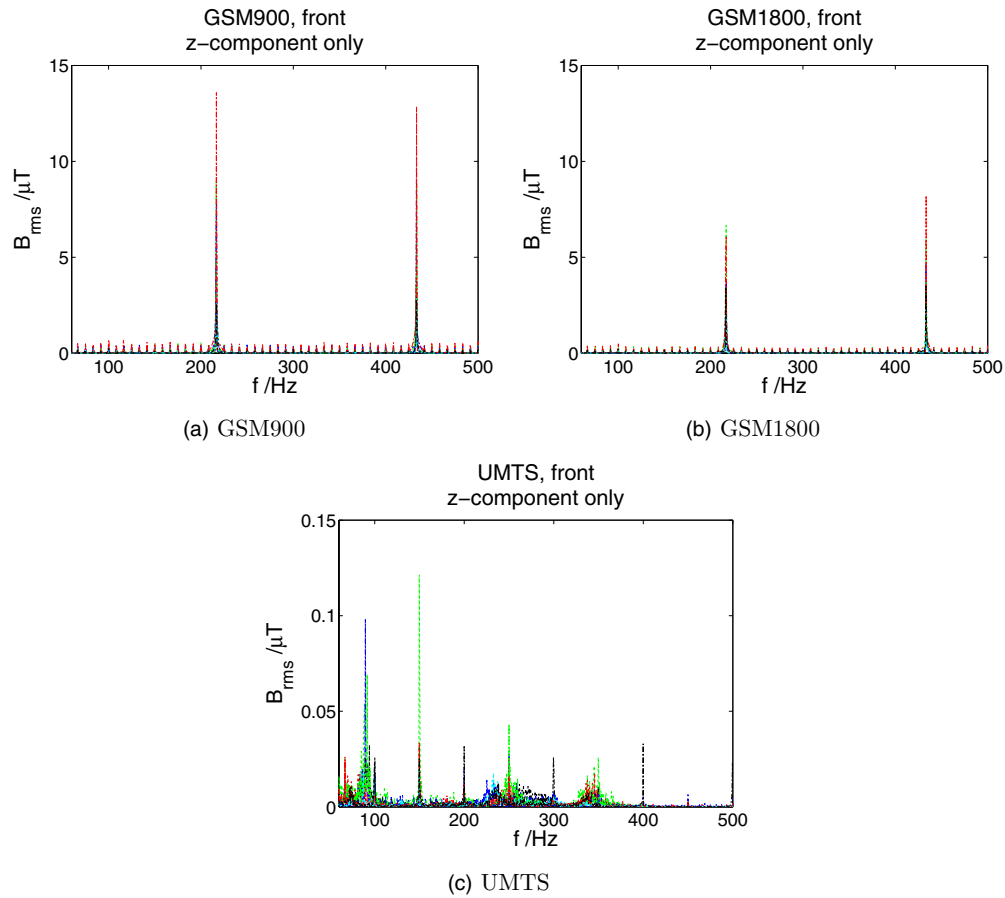 GSM900, front
z−component only
15
10
5
0
B_rms /μT
100 200 300 400 500
f /Hz
(a) GSM900
GSM1800, front
z−component only
15
10
5
0
B_rms /μT
100 200 300 400 500
f /Hz
(b) GSM1800
UMTS, front
z−component only
0.15
0.1
0.05
0
B_rms /μT
100 200 300 400 500
f /Hz
(c) UMTS